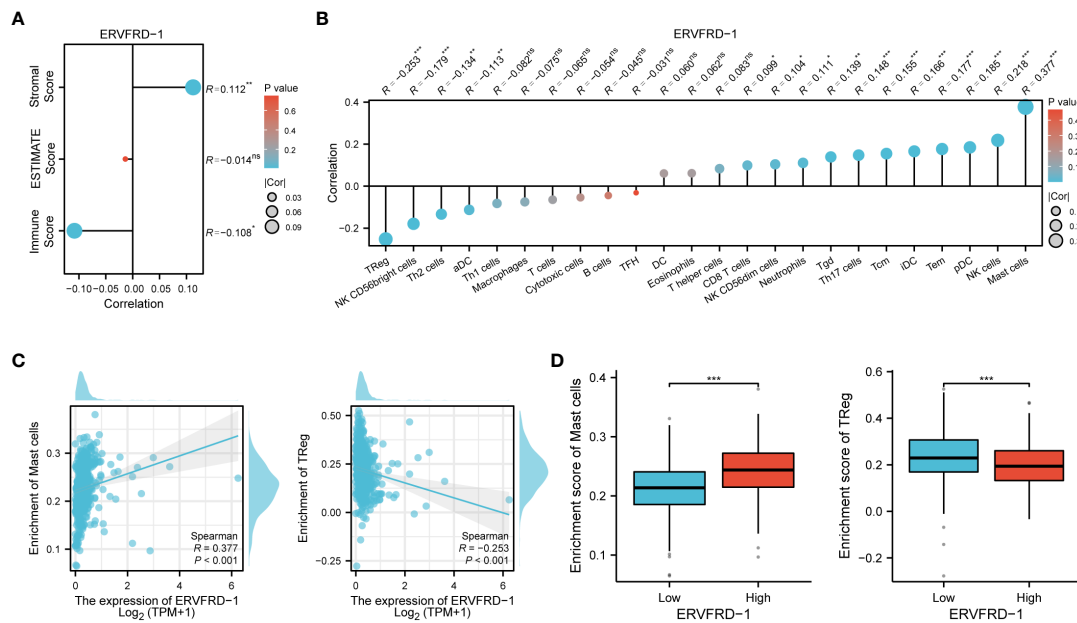 A
ERVFRD−1
Stromal
Score
ESTIMATE
Score
Immune
Score
R = 0.112**
R = −0.014ns
R = −0.108*
−0.10
−0.05
0.00
0.05
0.10
Correlation
P value
0.6
0.4
0.2
|Cor|
0.03
0.06
0.09
B
ERVFRD−1
R = −0.253***
R = −0.179***
R = −0.134**
R = −0.113**
R = −0.082ns
R = −0.075ns
R = −0.065ns
R = −0.054ns
R = −0.045ns
R = −0.031ns
R = 0.060ns
R = 0.062ns
R = 0.083ns
R = 0.099*
R = 0.104*
R = 0.111*
R = 0.139**
R = 0.148***
R = 0.155***
R = 0.166***
R = 0.177***
R = 0.185***
R = 0.218***
R = 0.377***
Correlation
0.4
0.2
0.0
−0.2
TReg
NK CD56bright cells
Th2 cells
aDC
Th1 cells
Macrophages
T cells
Cytotoxic cells
B cells
TFH
DC
Eosinophils
T helper cells
CD8 T cells
NK CD56dim cells
Neutrophils
Tgd
Th17 cells
Tcm
iDC
Tem
pDC
NK cells
Mast cells
P value
0.
0.
0.
0.
|Cor|
0.
0.
0.
C
Enrichment of Mast cells
0.3
0.2
0.1
Spearman
R = 0.377
P < 0.001
0
2
4
6
The expression of ERVFRD−1
Log2 (TPM+1)
Enrichment of TReg
0.50
0.25
0.00
−0.25
Spearman
R = −0.253
P < 0.001
0
2
4
6
The expression of ERVFRD−1
Log2 (TPM+1)
D
Enrichment score of Mast cells
0.4
0.3
0.2
0.1
***
Low
High
ERVFRD−1
Enrichment score of TReg
0.6
0.4
0.2
0.0
−0.2
***
Low
High
ERVFRD−1